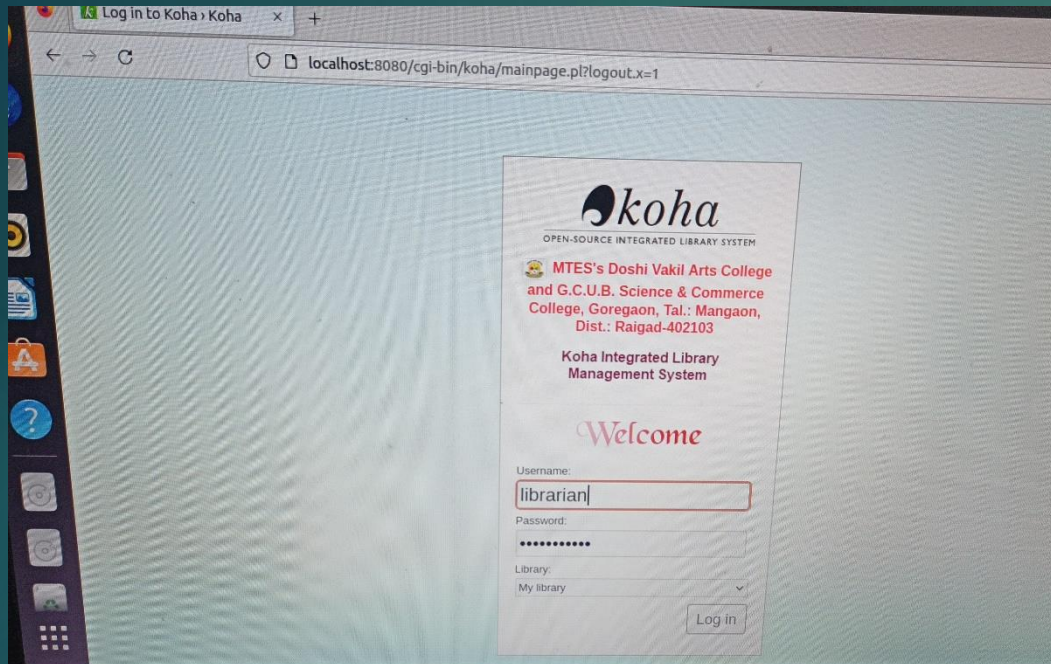 Log in to Koha › Koha
localhost:8080/cgi-bin/koha/mainpage.pl?logout.x=1
koha
OPEN-SOURCE INTEGRATED LIBRARY SYSTEM
MTES's Doshi Vakil Arts College
and G.C.U.B. Science & Commerce
College, Goregaon, Tal.: Mangaon,
Dist.: Raigad-402103
Koha Integrated Library
Management System
Welcome
Username:
librarian
Password:
•••••••••••
Library:
My library
Log in